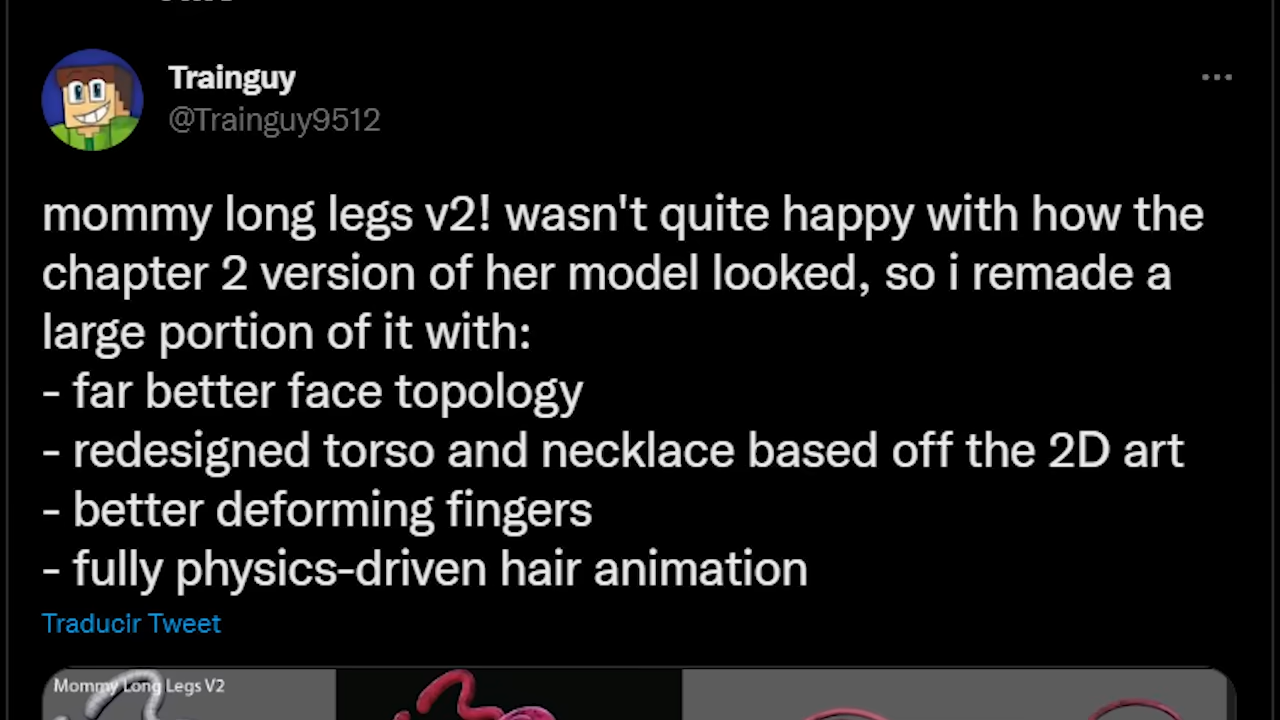 Trainguy
@Trainguy9512
mommy long legs v2! wasn't quite happy with how the
chapter 2 version of her model looked, so i remade a
large portion of it with:
- far better face topology
- redesigned torso and necklace based off the 2D art
- better deforming fingers
- fully physics-driven hair animation
Traducir Tweet
Mommy Long Legs V2